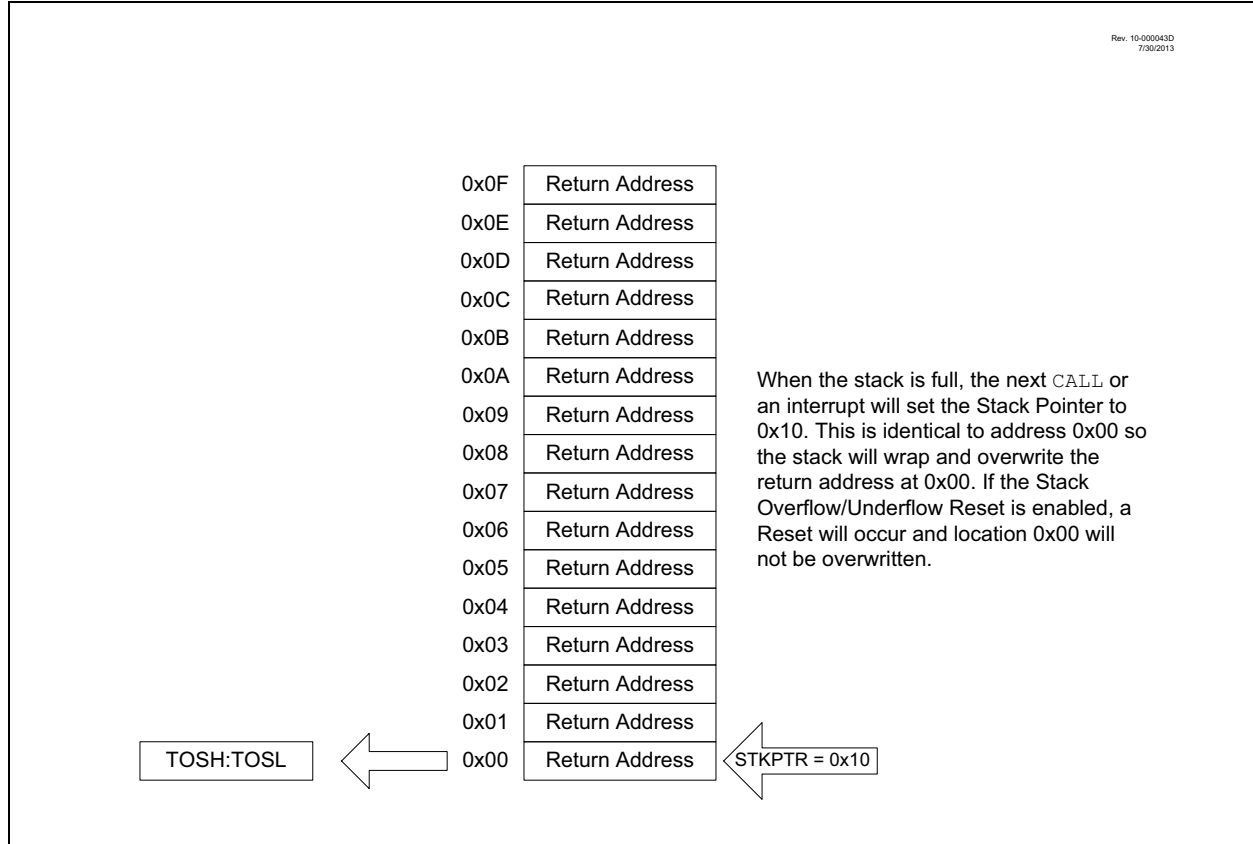 Rev. 10-000043D
7/30/2013
0x0F Return Address
0x0E Return Address
0x0D Return Address
0x0C Return Address
0x0B Return Address
0x0A Return Address
0x09 Return Address
0x08 Return Address
0x07 Return Address
0x06 Return Address
0x05 Return Address
0x04 Return Address
0x03 Return Address
0x02 Return Address
0x01 Return Address
TOSH:TOSL 0x00 Return Address STKPTR = 0x10
When the stack is full, the next CALL or
an interrupt will set the Stack Pointer to
0x10. This is identical to address 0x00 so
the stack will wrap and overwrite the
return address at 0x00. If the Stack
Overflow/Underflow Reset is enabled, a
Reset will occur and location 0x00 will
not be overwritten.